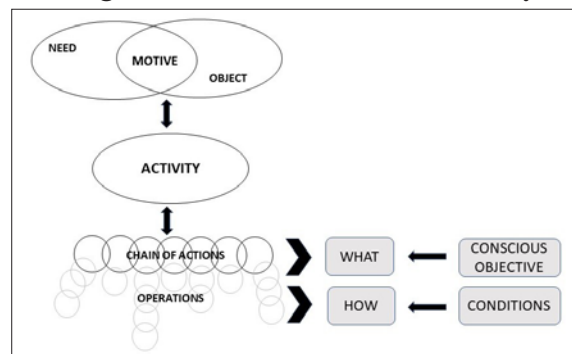 NEED
MOTIVE
OBJECT
ACTIVITY
CHAIN OF ACTIONS
WHAT
CONSCIOUS
OBJECTIVE
OPERATIONS
HOW
CONDITIONS